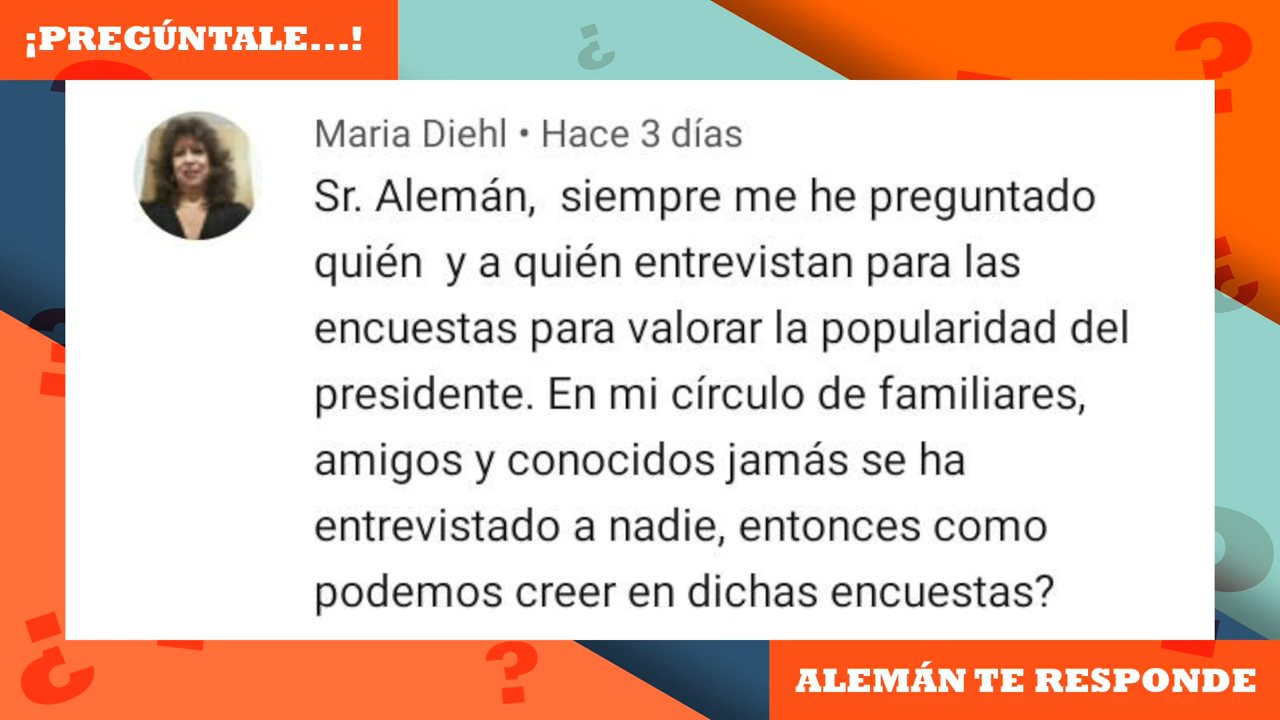 ¡PREGÚNTALE...!
Maria Diehl • Hace 3 días
Sr. Alemán,  siempre me he preguntado
quién  y a quién entrevistan para las
encuestas para valorar la popularidad del
presidente. En mi círculo de familiares,
amigos y conocidos jamás se ha
entrevistado a nadie, entonces como
podemos creer en dichas encuestas?
ALEMÁN TE RESPONDE